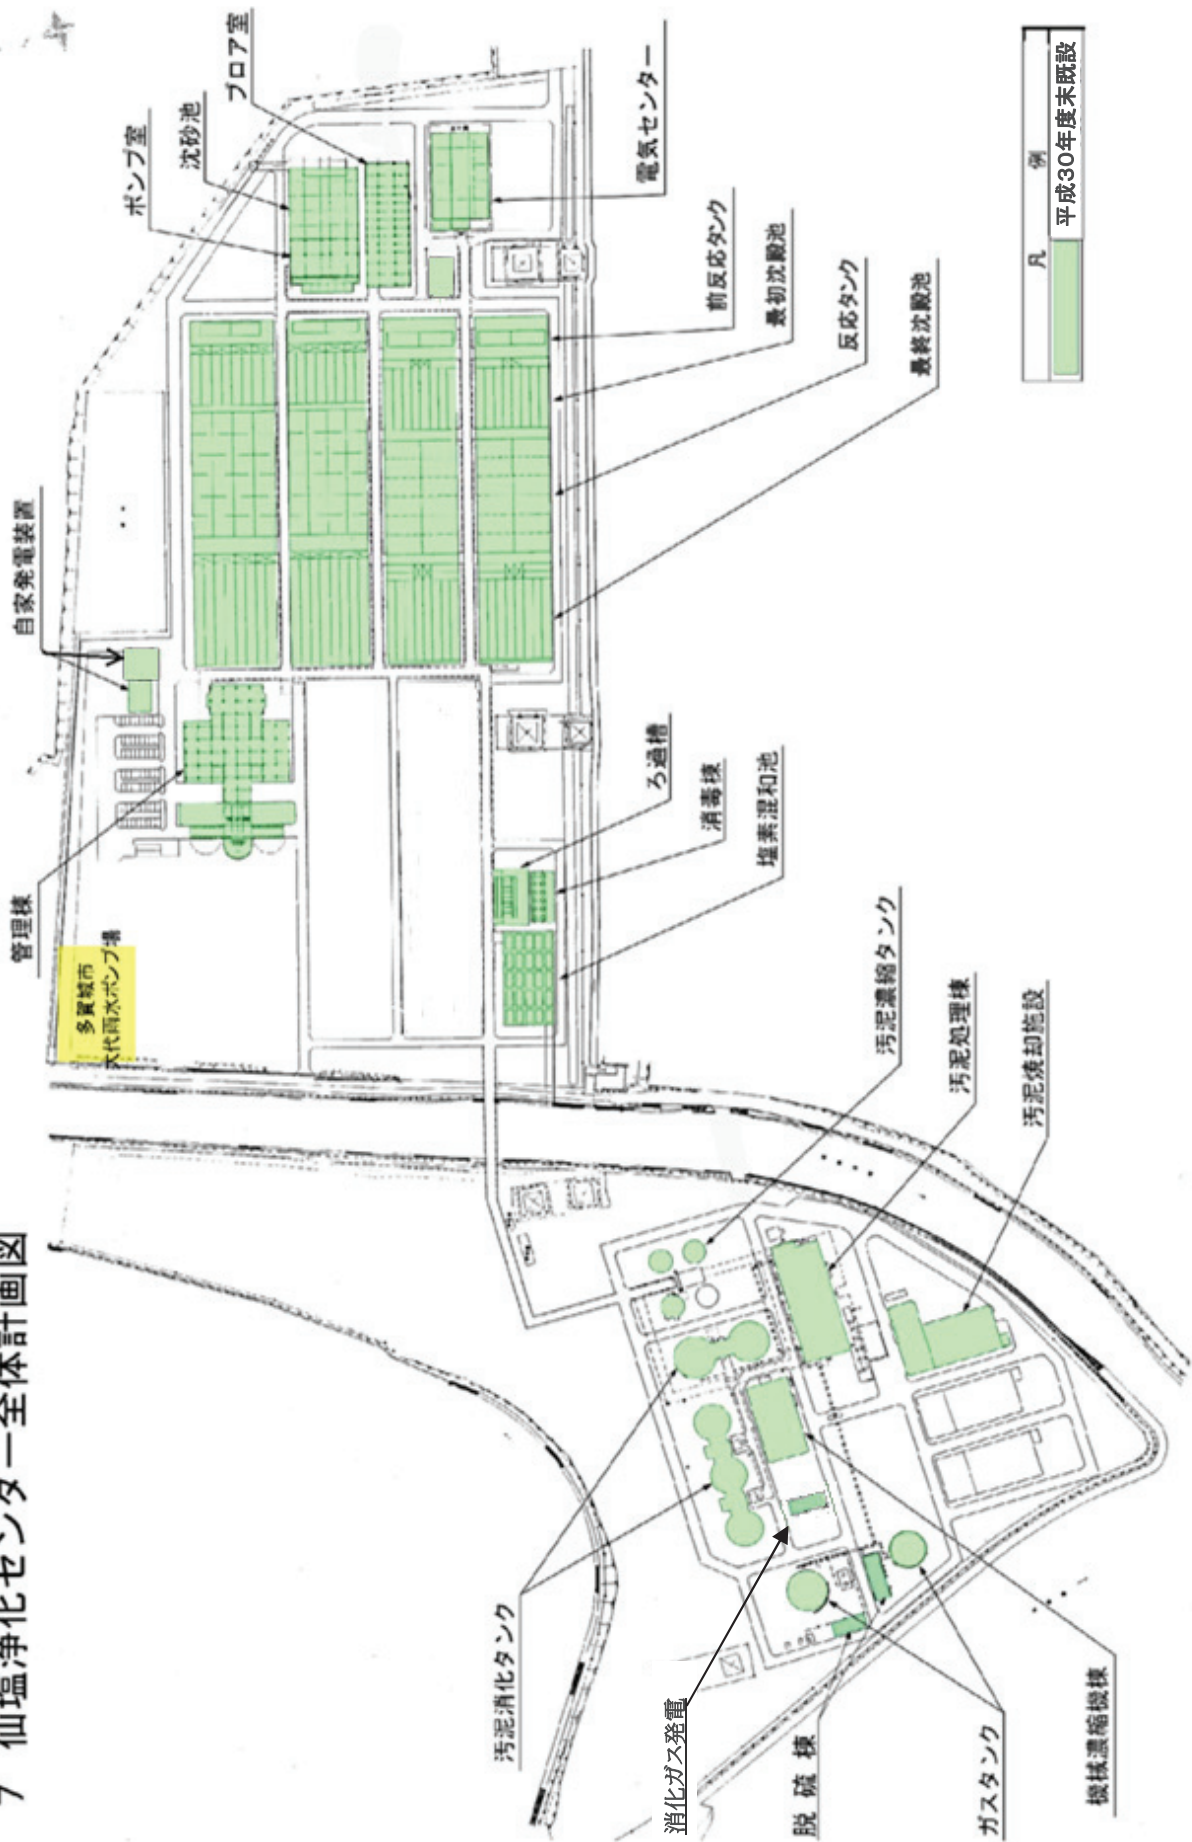 7 仙塩浄化センター全体計画図
管理棟
多賀城市
大代雨水ポンプ場
自家発電装置
ポンプ室
沈砂池
ブロア室
電気センター
前反応タンク
最初沈殿池
反応タンク
最終沈殿池
ろ過槽
消毒棟
塩素混和池
汚泥濃縮タンク
汚泥処理棟
汚泥焼却施設
汚泥消化タンク
消化ガス発電
脱硫棟
ガスタンク
機械濃縮機棟
凡例
平成30年度末既設